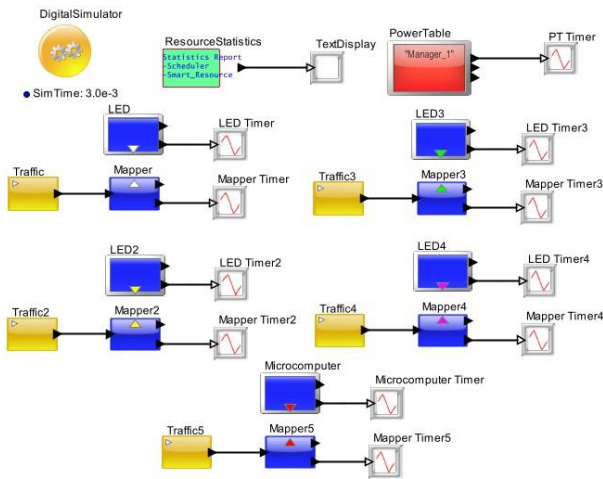 DigitalSimulator
SimTime: 3.0e-3
ResourceStatistics
Statistics Report
-Scheduler
-Smart_Resource
TextDisplay
PowerTable
"Manager_1"
PT Timer
LED
LED Timer
Traffic
Mapper
Mapper Timer
LED3
LED Timer3
Traffic3
Mapper3
Mapper Timer3
LED2
LED Timer2
Traffic2
Mapper2
Mapper Timer2
LED4
LED Timer4
Traffic4
Mapper4
Mapper Timer4
Microcomputer
Microcomputer Timer
Traffic5
Mapper5
Mapper Timer5